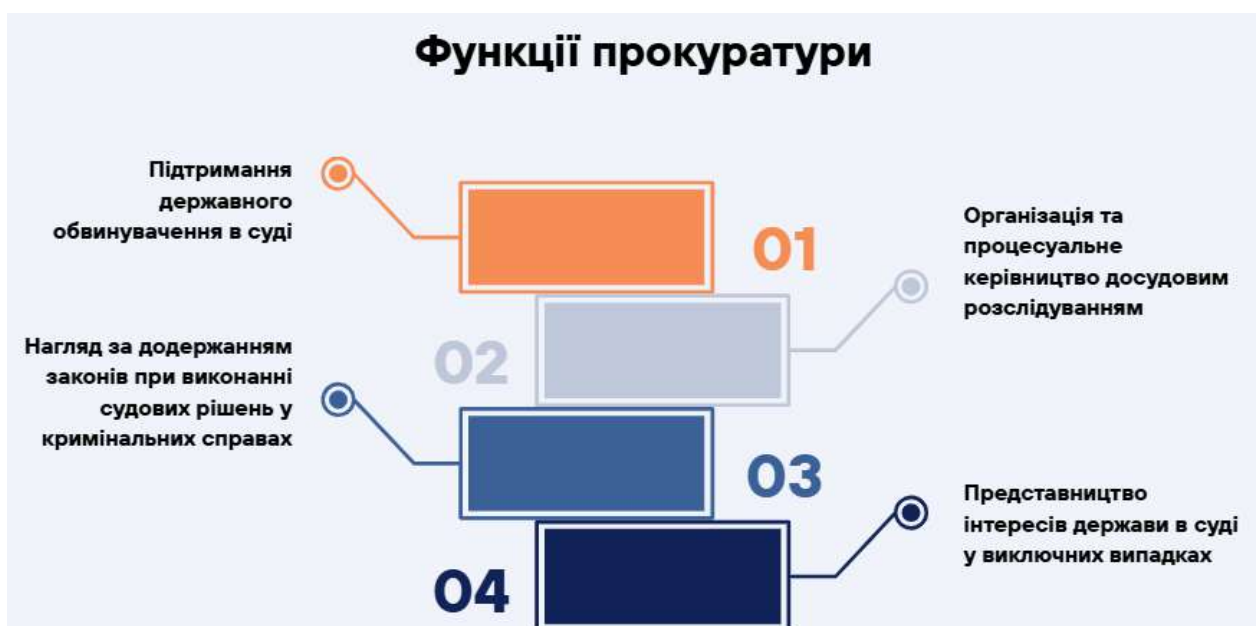 Функції прокуратури
Підтримання
державного
обвинувачення в суді
01
Організація та
процесуальне
керівництво досудовим
розслідуванням
02
Нагляд за додержанням
законів при виконанні
судових рішень у
кримінальних справах
03
Представництво
інтересів держави в суді
у виключних випадках
04